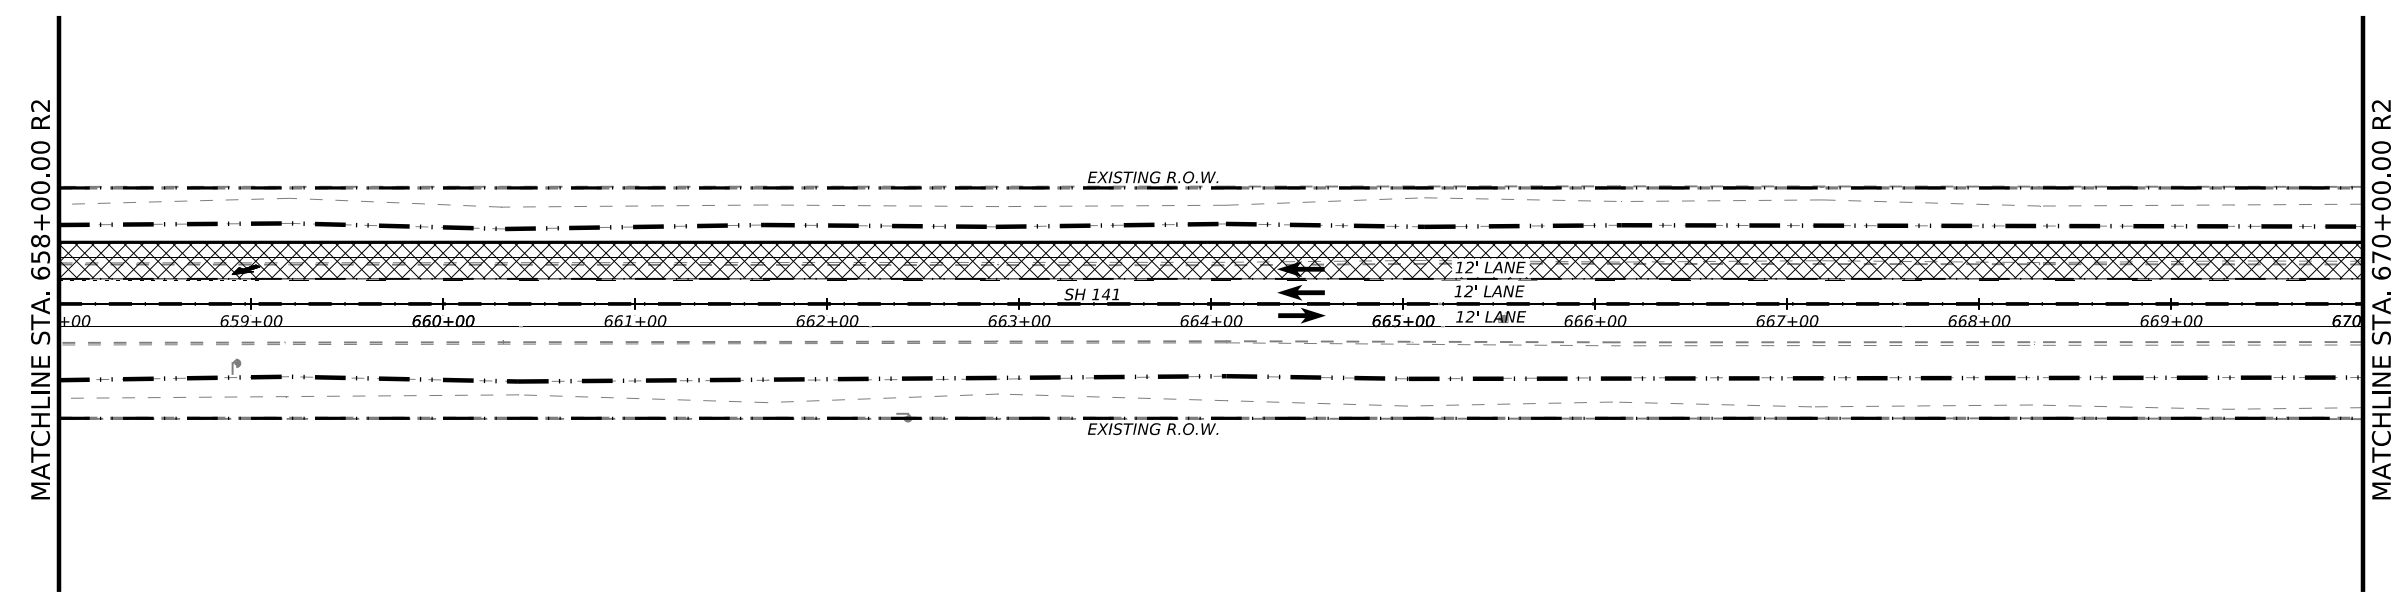 MATCHLINE STA. 658+00.00 R2
EXISTING R.O.W.
12' LANE
12' LANE
SH 141
12' LANE
+00 659+00 660+00 661+00 662+00 663+00 664+00 665+00 666+00 667+00 668+00 669+00 670
EXISTING R.O.W.
MATCHLINE STA. 670+00.00 R2